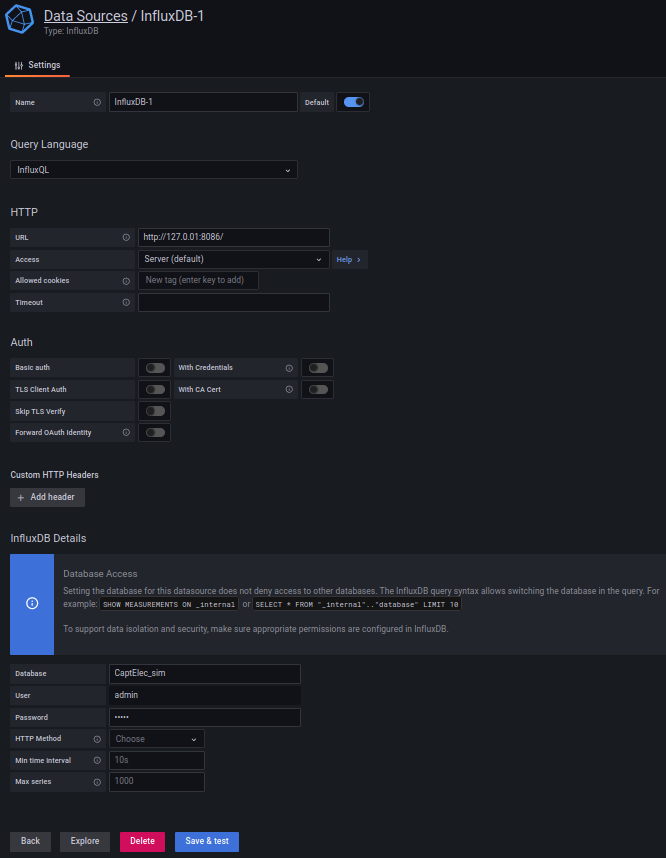 Data Sources / InfluxDB-1
Type: InfluxDB
Settings
Name InfluxDB-1 Default
Query Language
InfluxQL
HTTP
URL http://127.0.01:8086/
Access Server (default) Help >
Allowed cookies New tag (enter key to add)
Timeout
Auth
Basic auth With Credentials
TLS Client Auth With CA Cert
Skip TLS Verify
Forward OAuth Identity
Custom HTTP Headers
+ Add header
InfluxDB Details
Database Access
Setting the database for this datasource does not deny access to other databases. The InfluxDB query syntax allows switching the database in the query. For
example: SHOW MEASUREMENTS ON _internal or SELECT * FROM "_internal".."database" LIMIT 10
To support data isolation and security, make sure appropriate permissions are configured in InfluxDB.
Database CaptElec_sim
User admin
Password •••••
HTTP Method Choose
Min time interval 10s
Max series 1000
Back Explore Delete Save & test